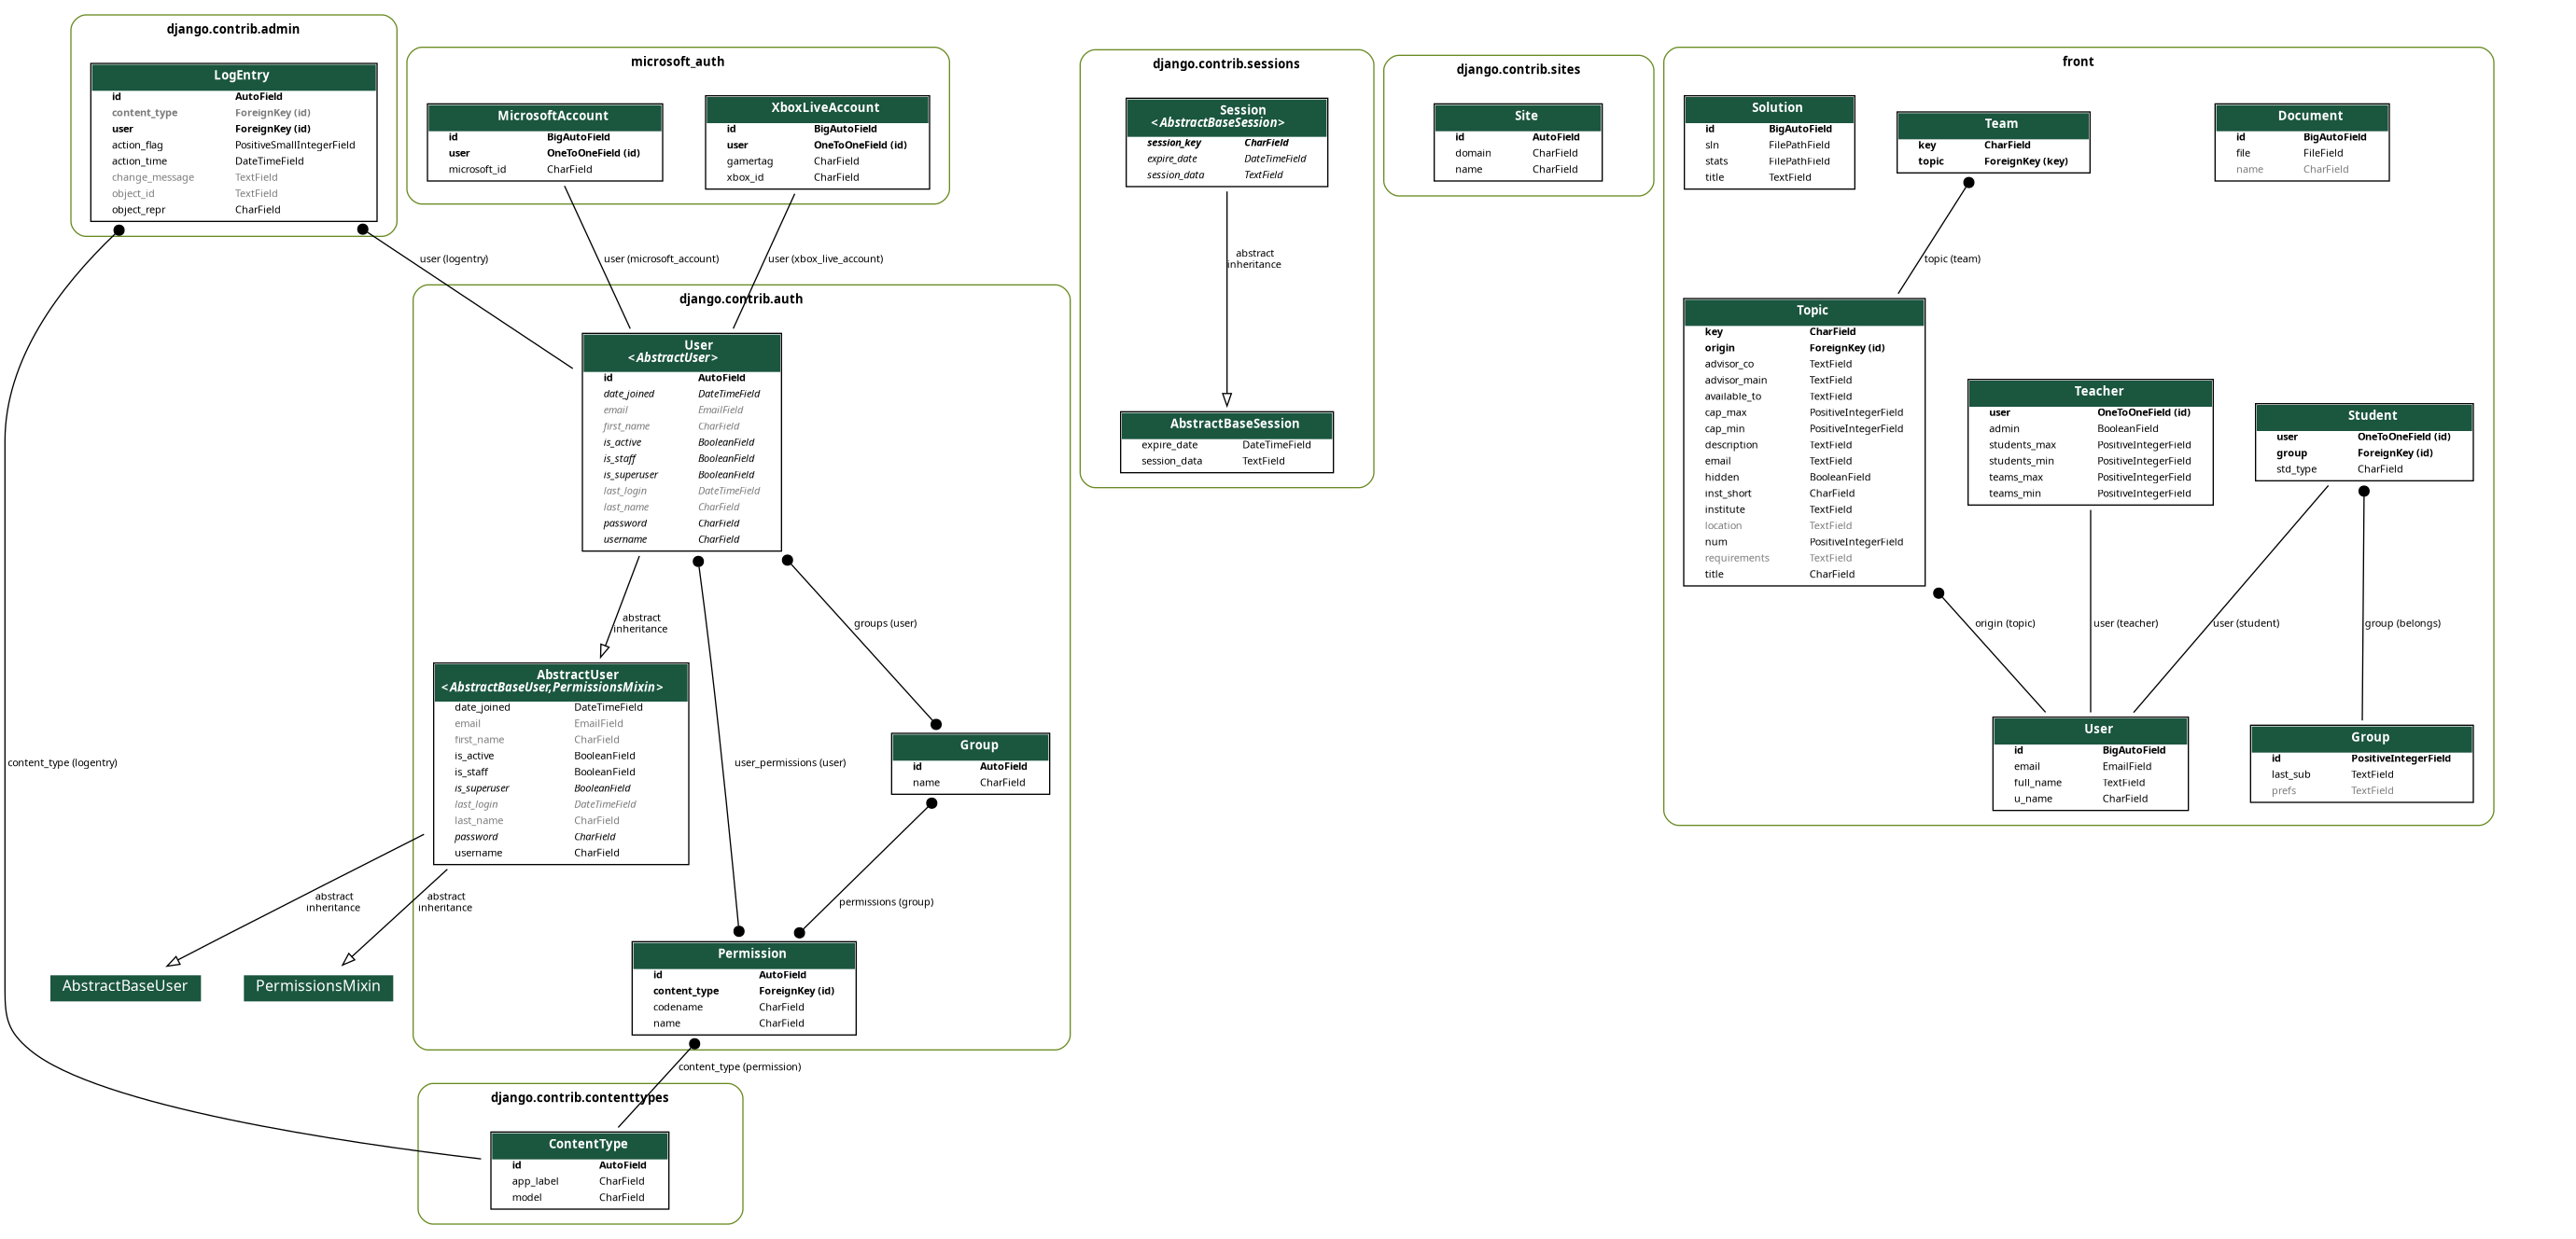 django.contrib.admin
LogEntry
id AutoField
content_type ForeignKey (id)
user ForeignKey (id)
action_flag PositiveSmallIntegerField
action_time DateTimeField
change_message TextField
object_id TextField
object_repr CharField
microsoft_auth
MicrosoftAccount
id BigAutoField
user OneToOneField (id)
microsoft_id CharField
XboxLiveAccount
id BigAutoField
user OneToOneField (id)
gamertag CharField
xbox_id CharField
django.contrib.sessions
Session
<AbstractBaseSession>
session_key CharField
expire_date DateTimeField
session_data TextField
abstract
inheritance
AbstractBaseSession
expire_date DateTimeField
session_data TextField
django.contrib.sites
Site
id AutoField
domain CharField
name CharField
front
Solution
id BigAutoField
sln FilePathField
stats FilePathField
title TextField
Team
key CharField
topic ForeignKey (key)
Document
id BigAutoField
file FileField
name CharField
topic (team)
Topic
key CharField
origin ForeignKey (id)
advisor_co TextField
advisor_main TextField
available_to TextField
cap_max PositiveIntegerField
cap_min PositiveIntegerField
description TextField
email TextField
hidden BooleanField
inst_short CharField
institute TextField
location TextField
num PositiveIntegerField
requirements TextField
title CharField
Teacher
user OneToOneField (id)
admin BooleanField
students_max PositiveIntegerField
students_min PositiveIntegerField
teams_max PositiveIntegerField
teams_min PositiveIntegerField
Student
user OneToOneField (id)
group ForeignKey (id)
std_type CharField
origin (topic)
user (teacher)
user (student)
group (belongs)
User
id BigAutoField
email EmailField
full_name TextField
u_name CharField
Group
id PositiveIntegerField
last_sub TextField
prefs TextField
user (logentry)
user (microsoft_account)
user (xbox_live_account)
django.contrib.auth
User
<AbstractUser>
id AutoField
date_joined DateTimeField
email EmailField
first_name CharField
is_active BooleanField
is_staff BooleanField
is_superuser BooleanField
last_login DateTimeField
last_name CharField
password CharField
username CharField
abstract
inheritance
groups (user)
AbstractUser
<AbstractBaseUser,PermissionsMixin>
date_joined DateTimeField
email EmailField
first_name CharField
is_active BooleanField
is_staff BooleanField
is_superuser BooleanField
last_login DateTimeField
last_name CharField
password CharField
username CharField
user_permissions (user)
Group
id AutoField
name CharField
content_type (logentry)
abstract
inheritance
abstract
inheritance
permissions (group)
AbstractBaseUser
PermissionsMixin
Permission
id AutoField
content_type ForeignKey (id)
codename CharField
name CharField
content_type (permission)
django.contrib.contenttypes
ContentType
id AutoField
app_label CharField
model CharField